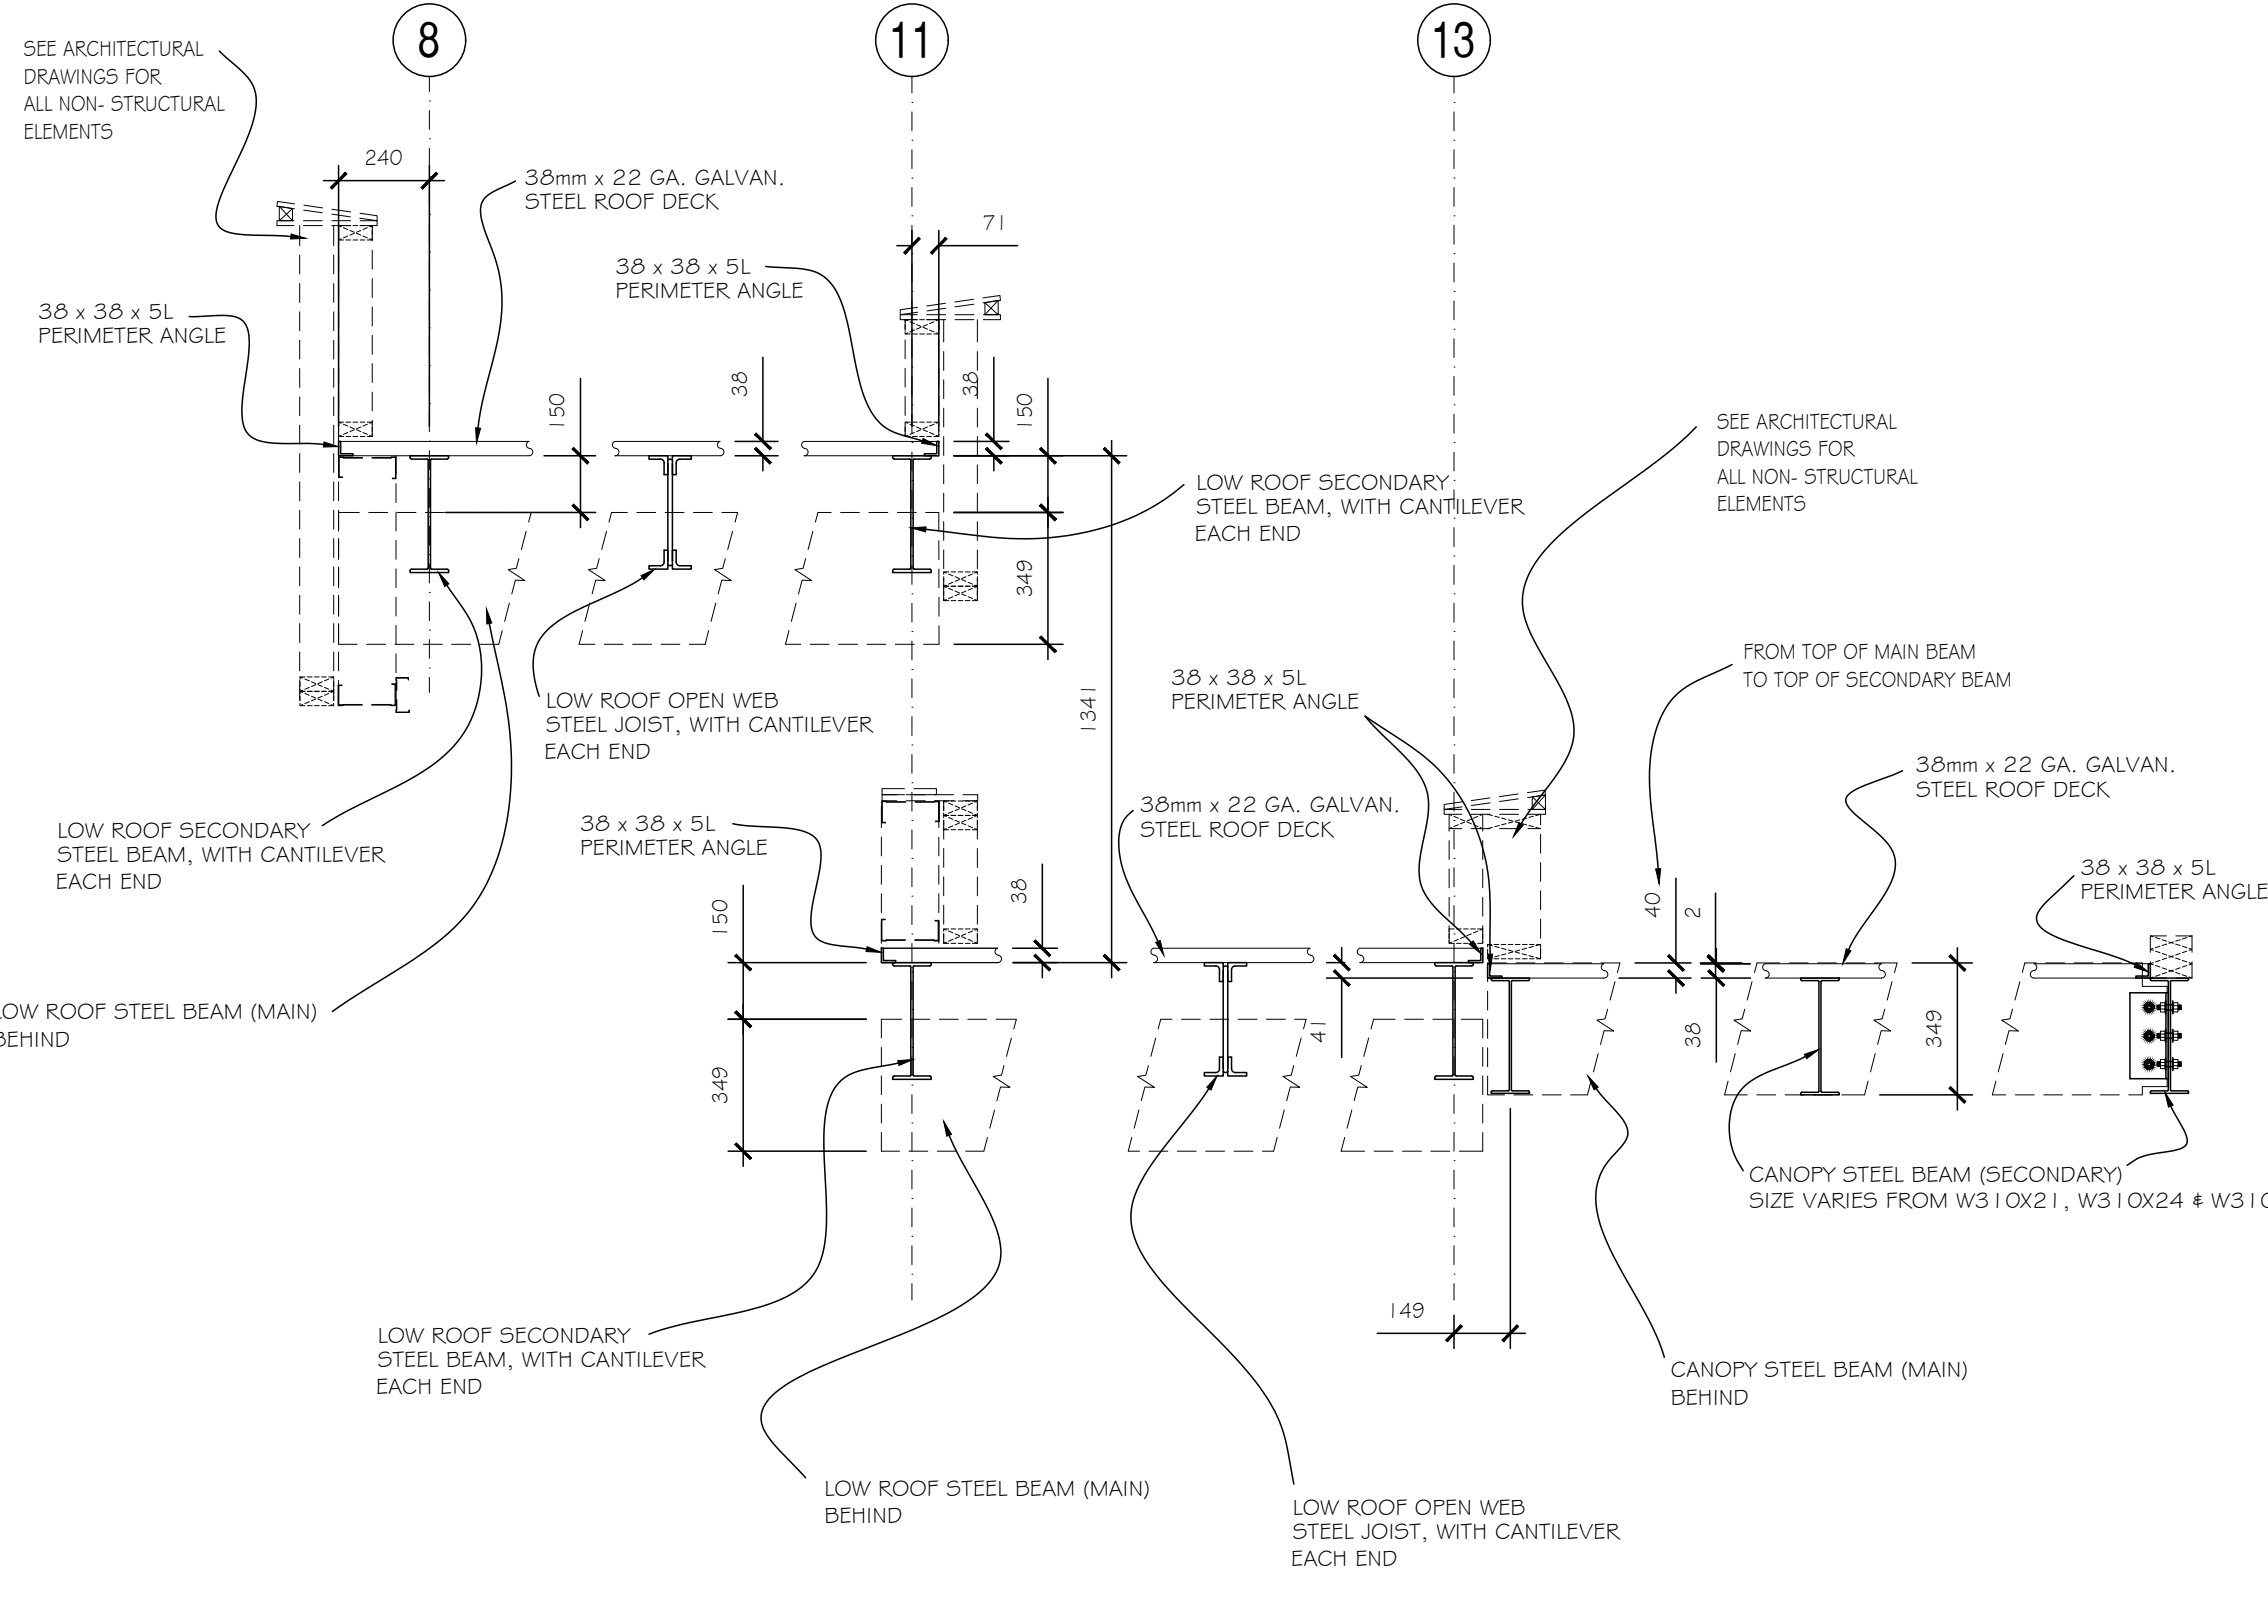 8
11
13
SEE ARCHITECTURAL
DRAWINGS FOR
ALL NON- STRUCTURAL
ELEMENTS
240
38mm x 22 GA. GALVAN.
STEEL ROOF DECK
71
38 x 38 x 5L
PERIMETER ANGLE
38 x 38 x 5L
PERIMETER ANGLE
150
38
38
150
SEE ARCHITECTURAL
DRAWINGS FOR
ALL NON- STRUCTURAL
ELEMENTS
LOW ROOF SECONDARY
STEEL BEAM, WITH CANTILEVER
EACH END
349
FROM TOP OF MAIN BEAM
TO TOP OF SECONDARY BEAM
38 x 38 x 5L
PERIMETER ANGLE
LOW ROOF OPEN WEB
STEEL JOIST, WITH CANTILEVER
EACH END
1341
38mm x 22 GA. GALVAN.
STEEL ROOF DECK
38mm x 22 GA. GALVAN.
STEEL ROOF DECK
LOW ROOF SECONDARY
STEEL BEAM, WITH CANTILEVER
EACH END
38 x 38 x 5L
PERIMETER ANGLE
38 x 38 x 5L
PERIMETER ANGLE
150
38
40
2
LOW ROOF STEEL BEAM (MAIN)
BEHIND
41
38
349
349
CANOPY STEEL BEAM (SECONDARY)
SIZE VARIES FROM W310X21, W310X24 & W310
149
LOW ROOF SECONDARY
STEEL BEAM, WITH CANTILEVER
EACH END
CANOPY STEEL BEAM (MAIN)
BEHIND
LOW ROOF STEEL BEAM (MAIN)
BEHIND
LOW ROOF OPEN WEB
STEEL JOIST, WITH CANTILEVER
EACH END